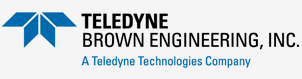 TELEDYNE
BROWN ENGINEERING, INC.
A Teledyne Technologies Company